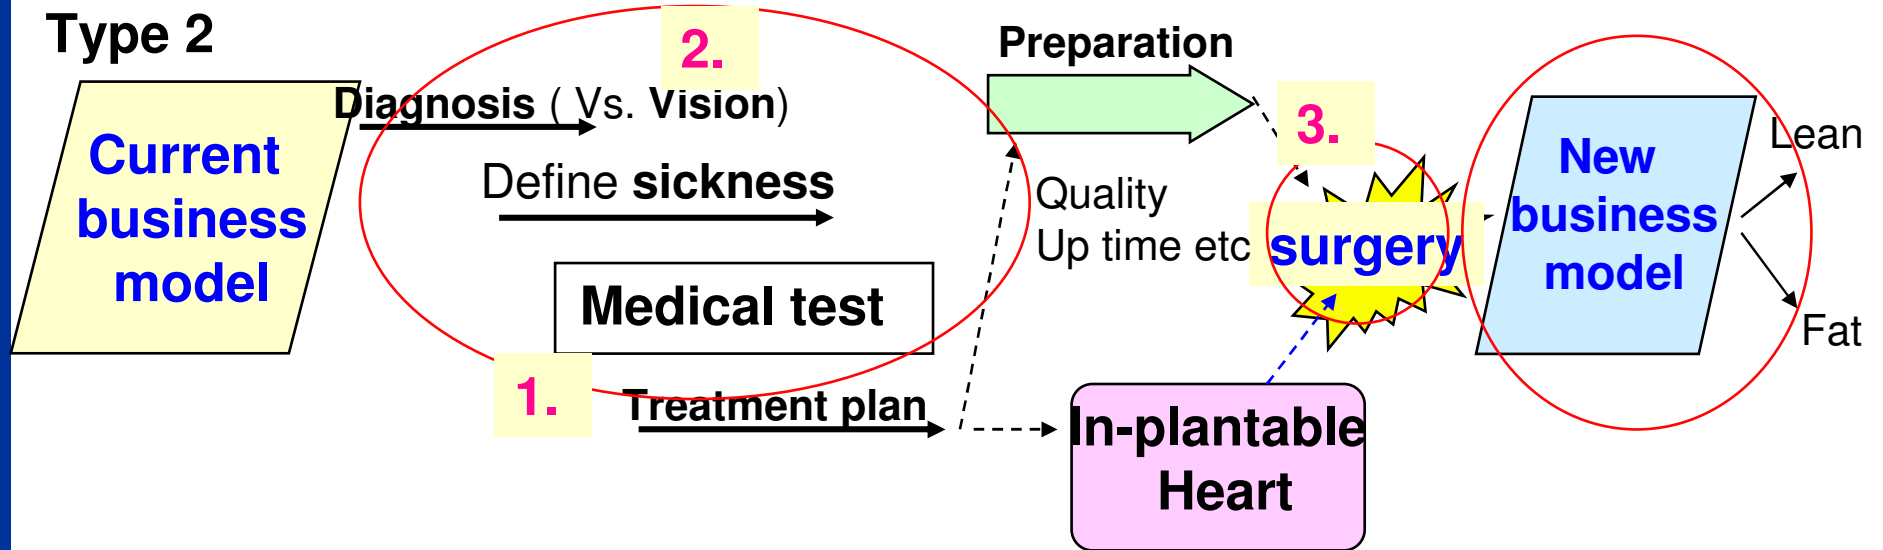 Type 2
Current
business
model
2.
Diagnosis ( Vs. Vision)
Define sickness
Medical test
1.
Treatment plan
Preparation
Quality
Up time etc
3.
surgery
In-plantable
Heart
New
business
model
Lean
Fat